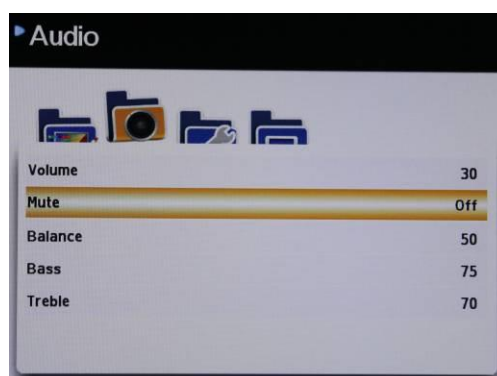 Audio
Volume 30
Mute Off
Balance 50
Bass 75
Treble 70